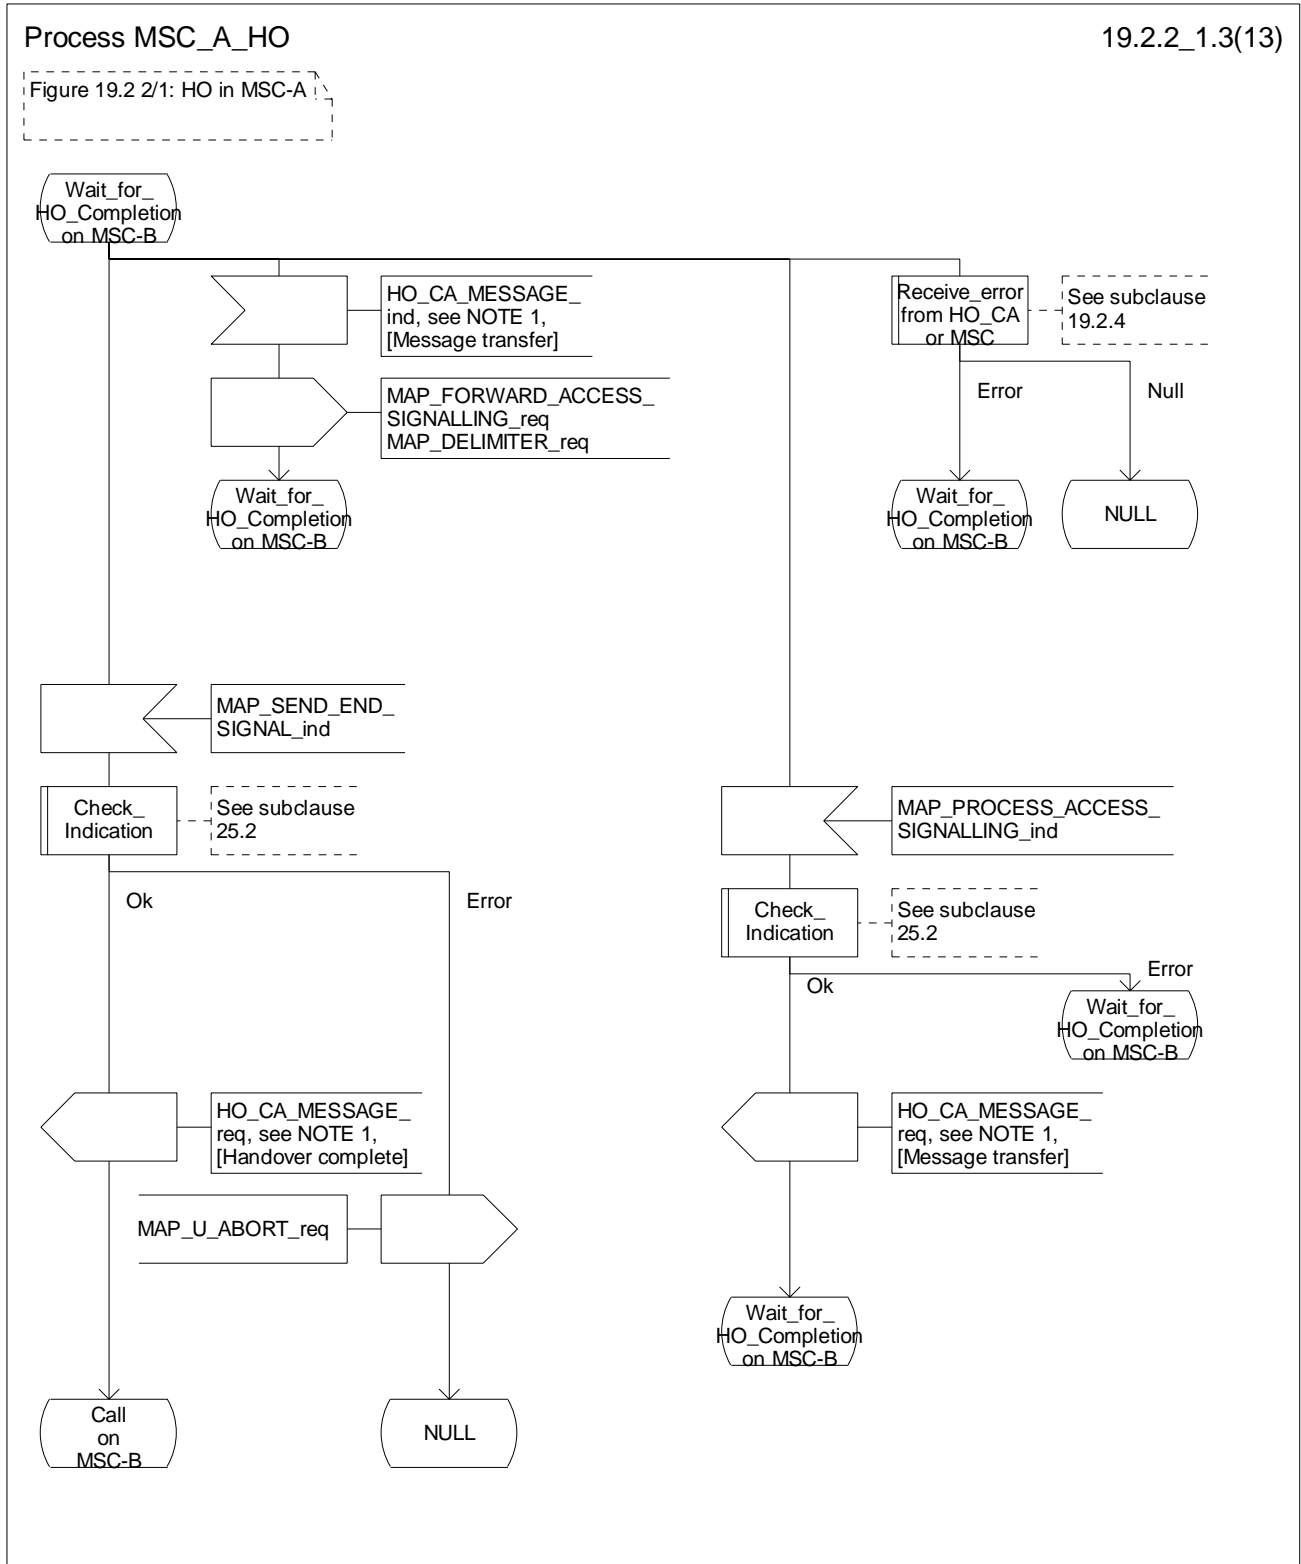 Process MSC_A_HO
19.2.2_1.3(13)
Figure 19.2 2/1: HO in MSC-A
Wait_for_
HO_Completion
on MSC-B
HO_CA_MESSAGE_
ind, see NOTE 1,
[Message transfer]
Receive_error
from HO_CA
or MSC
See subclause
19.2.4
MAP_FORWARD_ACCESS_
SIGNALLING_req
MAP_DELIMITER_req
Error
Null
Wait_for_
HO_Completion
on MSC-B
Wait_for_
HO_Completion
on MSC-B
NULL
MAP_SEND_END_
SIGNAL_ind
Check_
Indication
See subclause
25.2
MAP_PROCESS_ACCESS_
SIGNALLING_ind
Ok
Error
Check_
Indication
See subclause
25.2
Ok
Error
Wait_for_
HO_Completion
on MSC-B
HO_CA_MESSAGE_
req, see NOTE 1,
[Handover complete]
HO_CA_MESSAGE_
req, see NOTE 1,
[Message transfer]
MAP_U_ABORT_req
Wait_for_
HO_Completion
on MSC-B
Call
on
MSC-B
NULL